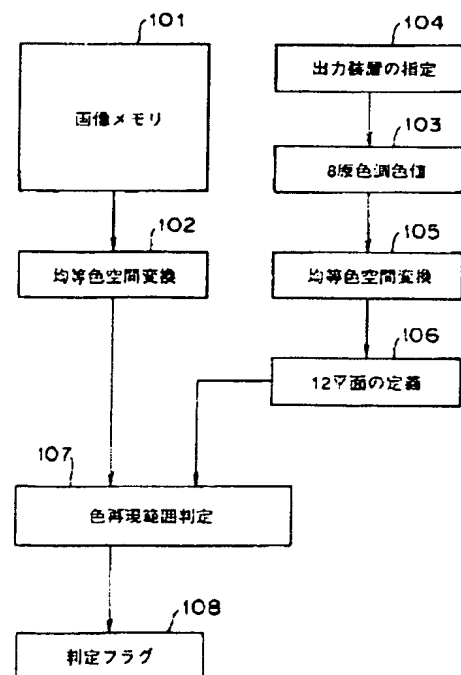 101
104
画像メモリ
出力装置の指定
103
8原色測色値
102
105
均等色空間変換
均等色空間変換
106
12平面の定義
107
色再現範囲判定
108
判定フラグ